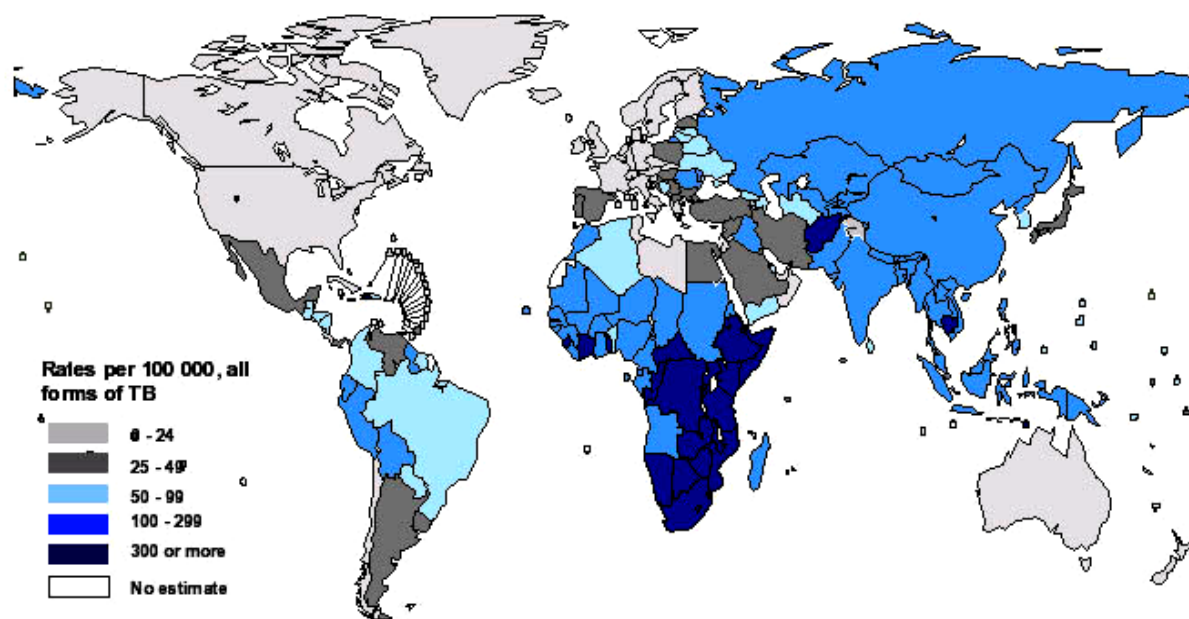 Rates per 100 000, all
forms of TB
0 - 24
25 - 49
50 - 99
100 - 299
300 or more
No estimate